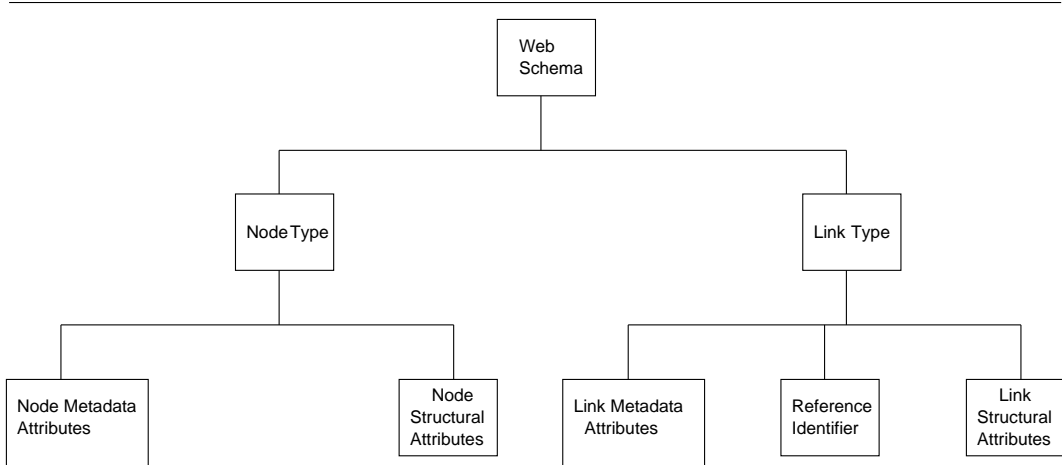 Web
Schema
Node Type
Link Type
Node Metadata
Attributes
Node
Structural
Attributes
Link Metadata
Attributes
Reference
Identifier
Link
Structural
Attributes